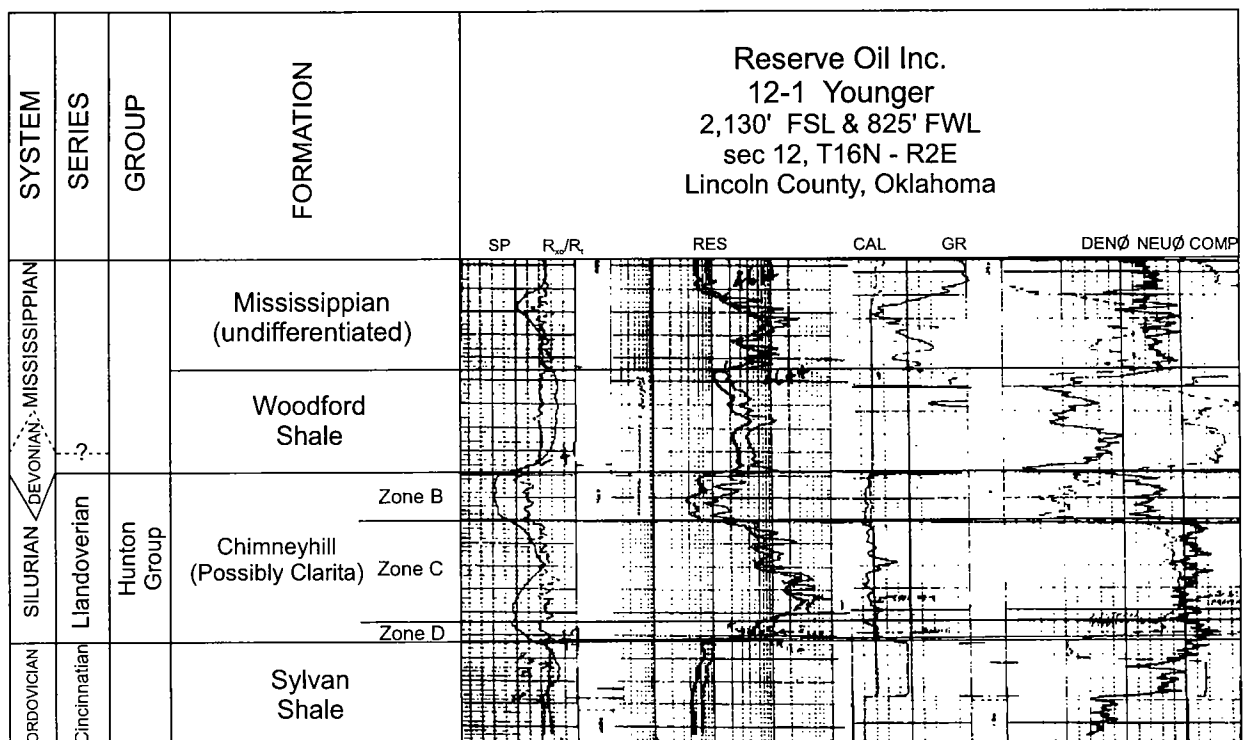 SYSTEM
SERIES
GROUP
FORMATION
Reserve Oil Inc.
12-1 Younger
2,130' FSL & 825' FWL
sec 12, T16N - R2E
Lincoln County, Oklahoma
SP Rxo/Rt RES CAL GR DENØ NEUØ COMP
MISSISSIPPIAN
DEVONIAN
SILURIAN
ORDOVICIAN
?
Llandoverian
Cincinnatian
Hunton
Group
Mississippian
(undifferentiated)
Woodford
Shale
Zone B
Chimneyhill
(Possibly Clarita)
Zone C
Zone D
Sylvan
Shale